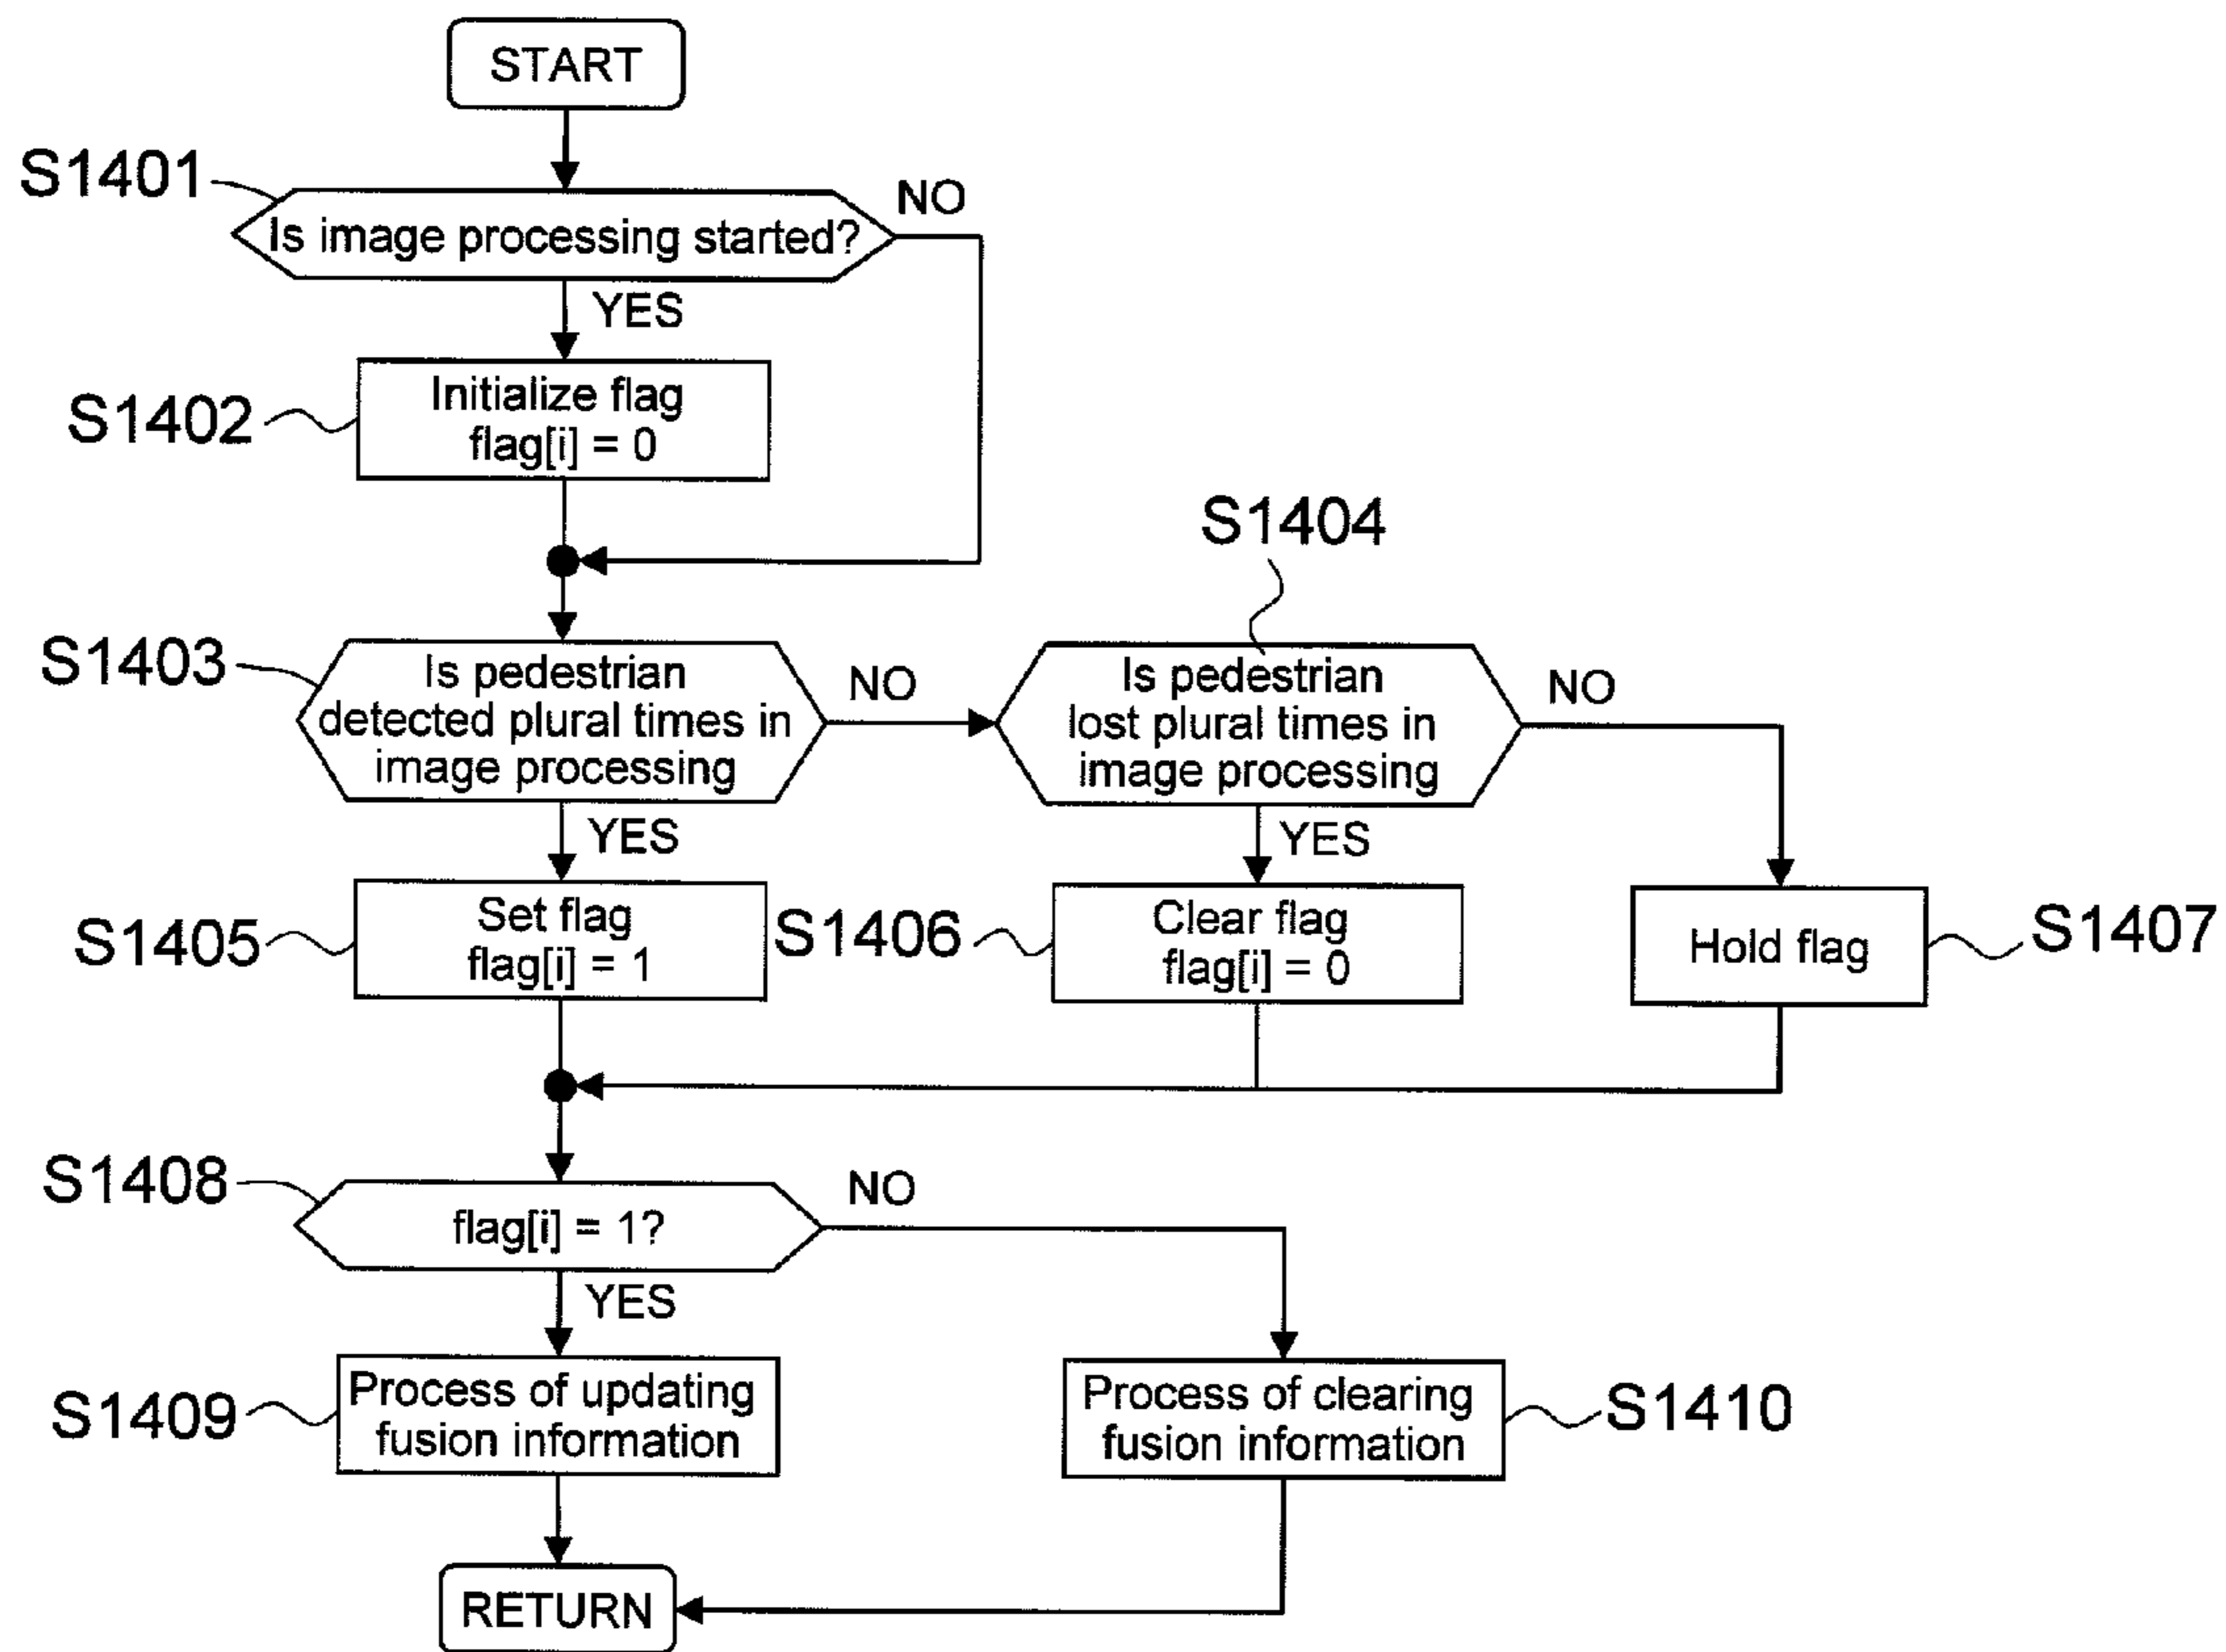 START
S1401
Is image processing started?
NO
YES
S1402
Initialize flag
flag[i] = 0
S1403
Is pedestrian
detected plural times in
image processing
NO
S1404
Is pedestrian
lost plural times in
image processing
NO
YES
YES
S1405
Set flag
flag[i] = 1
S1406
Clear flag
flag[i] = 0
Hold flag
S1407
S1408
flag[i] = 1?
NO
YES
S1409
Process of updating
fusion information
Process of clearing
fusion information
S1410
RETURN